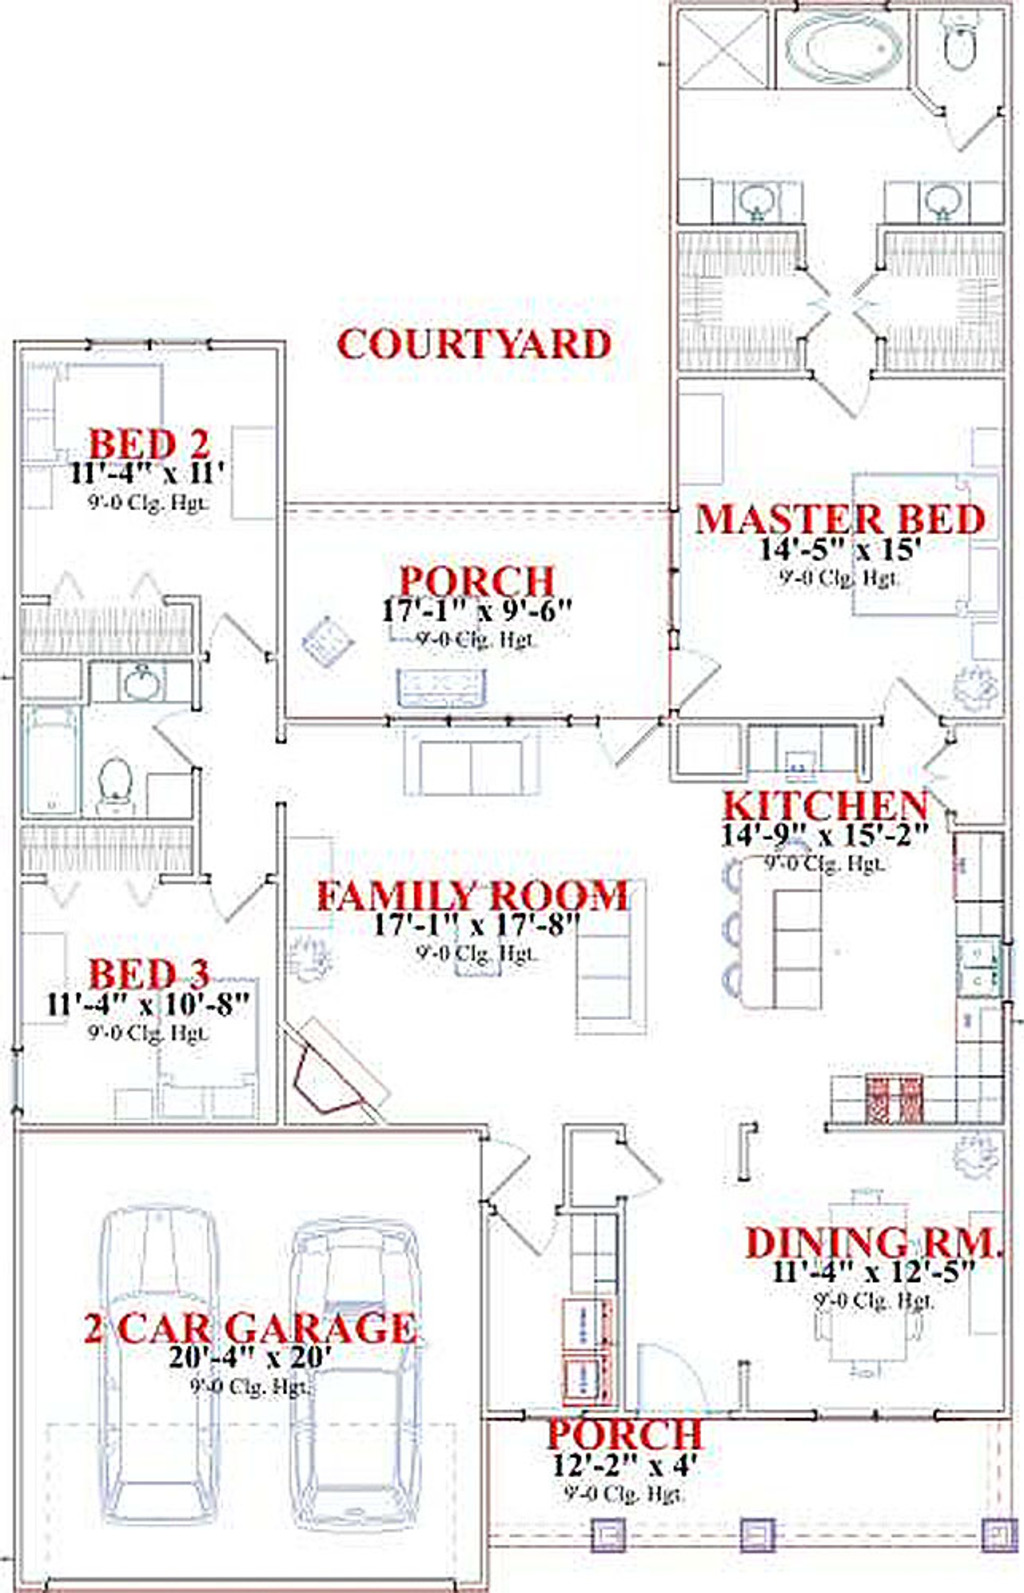 COURTYARD
BED 2
11'-4" x 11'
9'-0 Clg. Hgt.
MASTER BED
14'-5" x 15'
9'-0 Clg. Hgt.
PORCH
17'-1" x 9'-6"
9'-0 Clg. Hgt.
KITCHEN
14'-9" x 15'-2"
9'-0 Clg. Hgt.
FAMILY ROOM
17'-1" x 17'-8"
9'-0 Clg. Hgt.
BED 3
11'-4" x 10'-8"
9'-0 Clg. Hgt.
DINING RM.
11'-4" x 12'-5"
9'-0 Clg. Hgt.
2 CAR GARAGE
20'-4" x 20'
9'-0 Clg. Hgt.
PORCH
12'-2" x 4'
9'-0 Clg. Hgt.